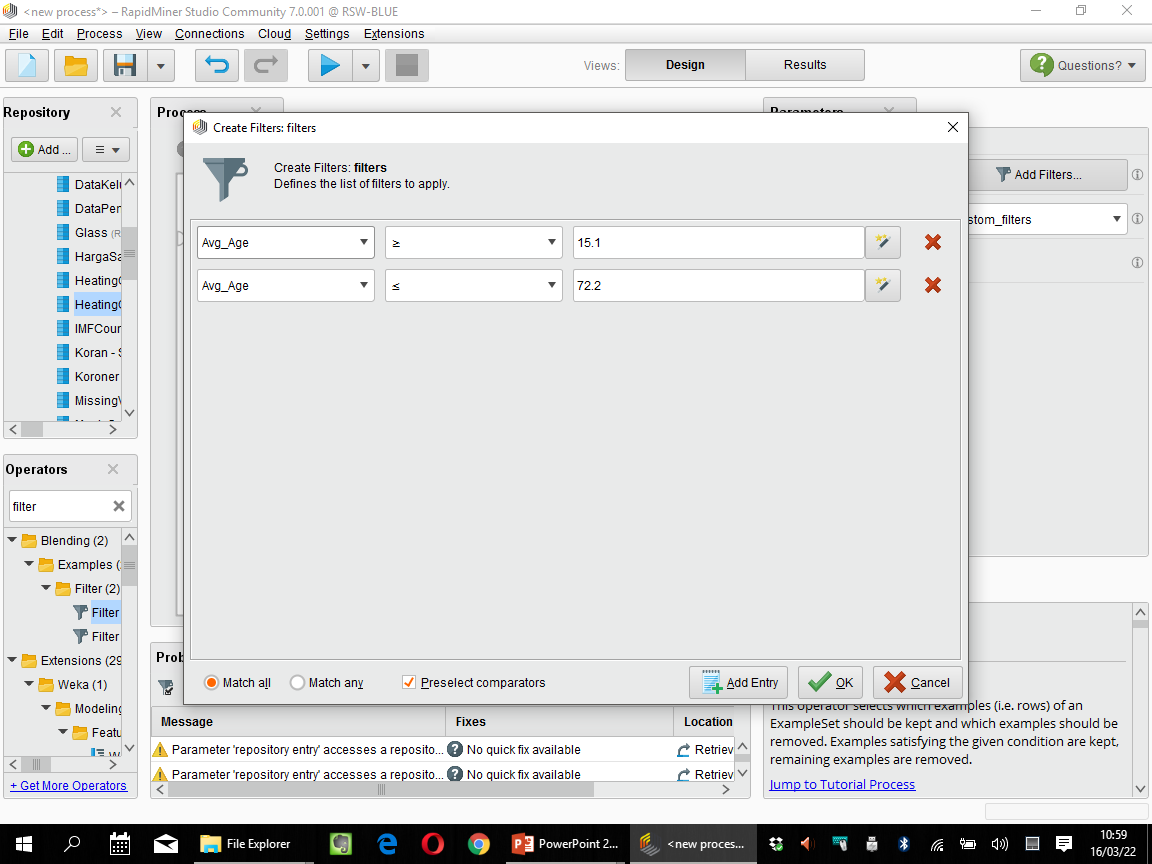 <new process*> – RapidMiner Studio Community 7.0.001 @ RSW-BLUE
File Edit Process View Connections Cloud Settings Extensions
Views: Design Results Questions?
Repository
Process
Parameters
Add ...
DataKel
DataPen
Glass (R
HargaSa
Heating
Heating
IMFCour
Koran - S
Koroner
Missing
Create Filters: filters
Create Filters: filters
Defines the list of filters to apply.
Avg_Age ≥ 15.1
Avg_Age ≤ 72.2
Match all Match any Preselect comparators Add Entry OK Cancel
Add Filters...
stom_filters
Operators
filter
Blending (2)
Examples (
Filter (2)
Filter
Filter
Extensions (29
Weka (1)
Modeling
Featu
W
+ Get More Operators
Prob
Message Fixes Location
Parameter 'repository entry' accesses a reposito... No quick fix available Retriev
Parameter 'repository entry' accesses a reposito... No quick fix available Retriev
This operator selects which examples (i.e. rows) of an
ExampleSet should be kept and which examples should be
removed. Examples satisfying the given condition are kept,
remaining examples are removed.
Jump to Tutorial Process
File Explorer
PowerPoint 2...
<new proces...
10:59
16/03/22